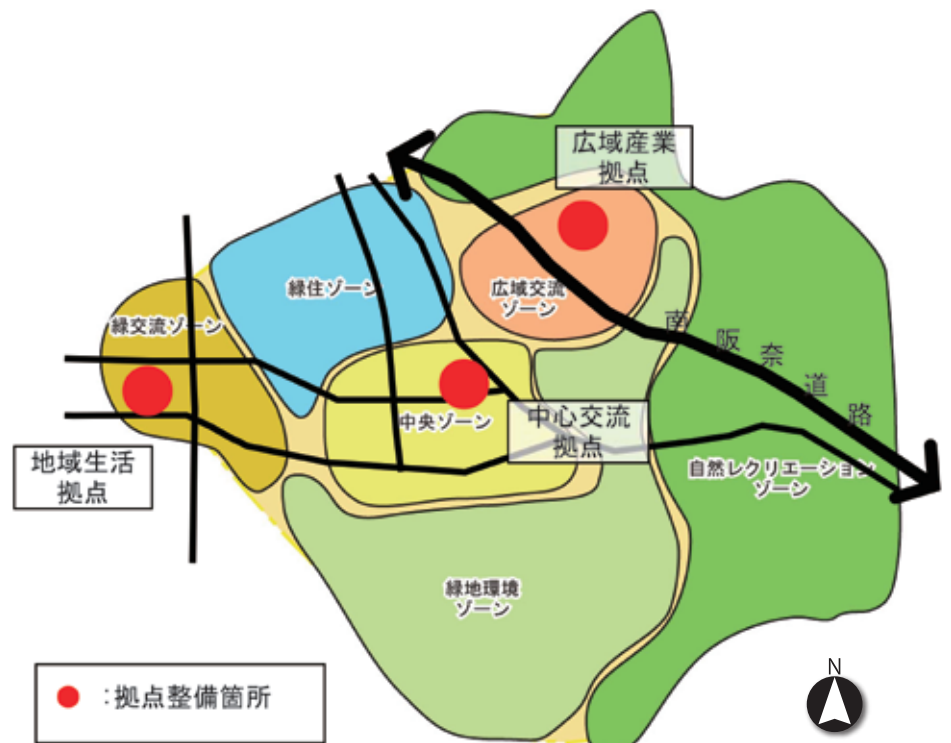 広域産業
拠点
緑住ゾーン
広域交流
ゾーン
緑交流ゾーン
南阪奈道路
中央ゾーン
中心交流
拠点
地域生活
拠点
自然レクリエーション
ゾーン
緑地環境
ゾーン
:拠点整備箇所
N